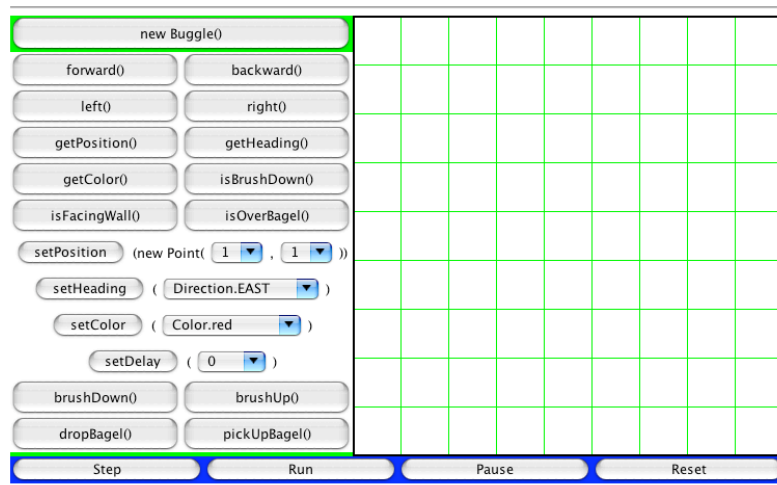 new Buggle()
forward() backward()
left() right()
getPosition() getHeading()
getColor() isBrushDown()
isFacingWall() isOverBagel()
setPosition (new Point( 1 , 1 ))
setHeading ( Direction.EAST )
setColor ( Color.red )
setDelay ( 0 )
brushDown() brushUp()
dropBagel() pickUpBagel()
Step Run Pause Reset